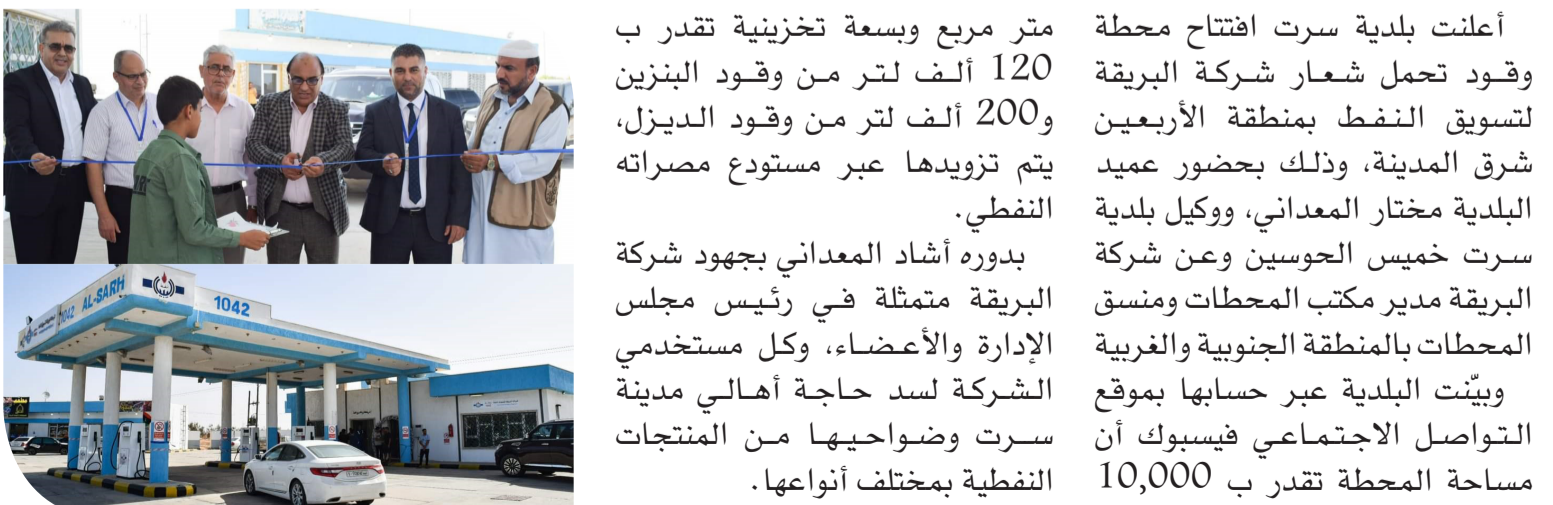 أعلنت بلدية سرت افتتاح محطة
وقود تحمل شعار شركة البريقة
لتسويق النفط بمنطقة الأربعين
شرق المدينة، وذلك بحضور عميد
البلدية مختار المعداني، ووكيل بلدية
سرت خميس الحوسين وعن شركة
البريقة مدير مكتب المحطات ومنسق
المحطات بالمنطقة الجنوبية والغربية
وبيّنت البلدية عبر حسابها بموقع
التواصل الاجتماعي فيسبوك أن
مساحة المحطة تقدر ب 10,000
متر مربع وبسعة تخزينية تقدر ب
120 ألف لتر من وقود البنزين
و200 ألف لتر من وقود الديزل،
يتم تزويدها عبر مستودع مصراته
النفطي.
بدوره أشاد المعداني بجهود شركة
البريقة متمثلة في رئيس مجلس
الإدارة والأعضاء، وكل مستخدمي
الشركة لسد حاجة أهالي مدينة
سرت وضواحيها من المنتجات
النفطية بمختلف أنواعها.
1042 AL-SARH
1042